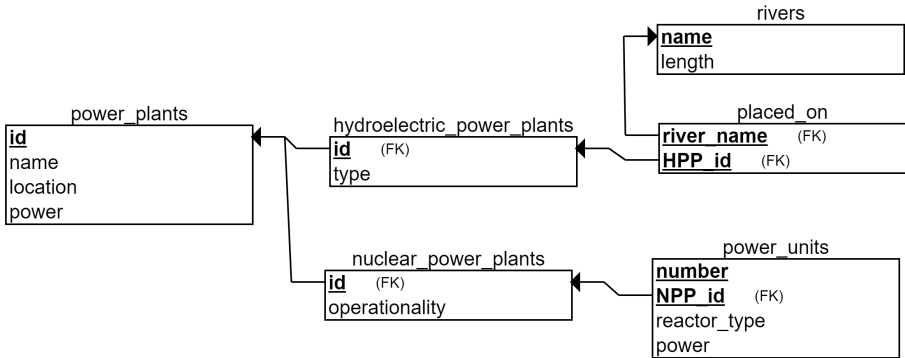 rivers
name
length
power_plants
id
name
location
power
hydroelectric_power_plants
id (FK)
type
placed_on
river_name (FK)
HPP_id (FK)
nuclear_power_plants
id (FK)
operationality
power_units
number
NPP_id (FK)
reactor_type
power